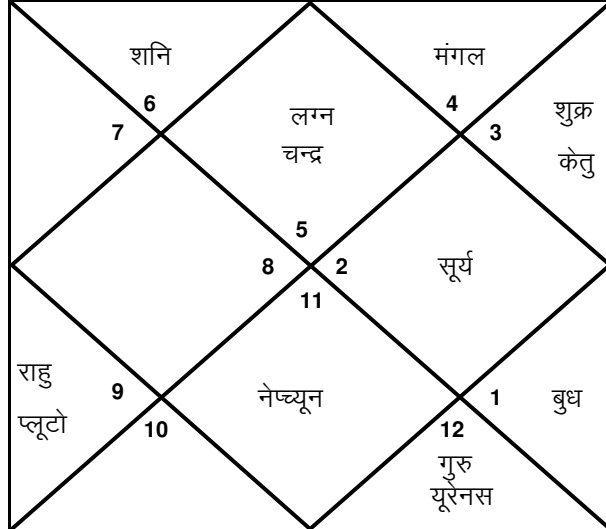 शनि
मंगल
6
4
लग्न
शुक्र
7
3
चन्द्र
केतु
5
8
2
सूर्य
11
राहु
9
नेप्च्यून
1
बुध
प्लूटो
10
12
गुरु
यूरेनस